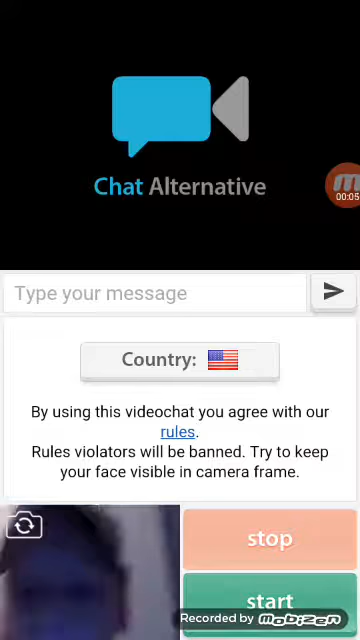 Chat Alternative
00:05
Type your message
Country:
By using this videochat you agree with our
rules.
Rules violators will be banned. Try to keep
your face visible in camera frame.
stop
start
Recorded by mobizen